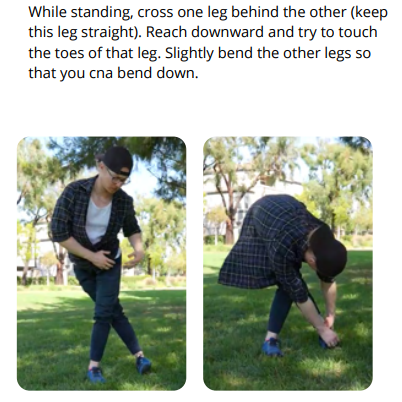 While standing, cross one leg behind the other (keep
this leg straight). Reach downward and try to touch
the toes of that leg. Slightly bend the other legs so
that you cna bend down.